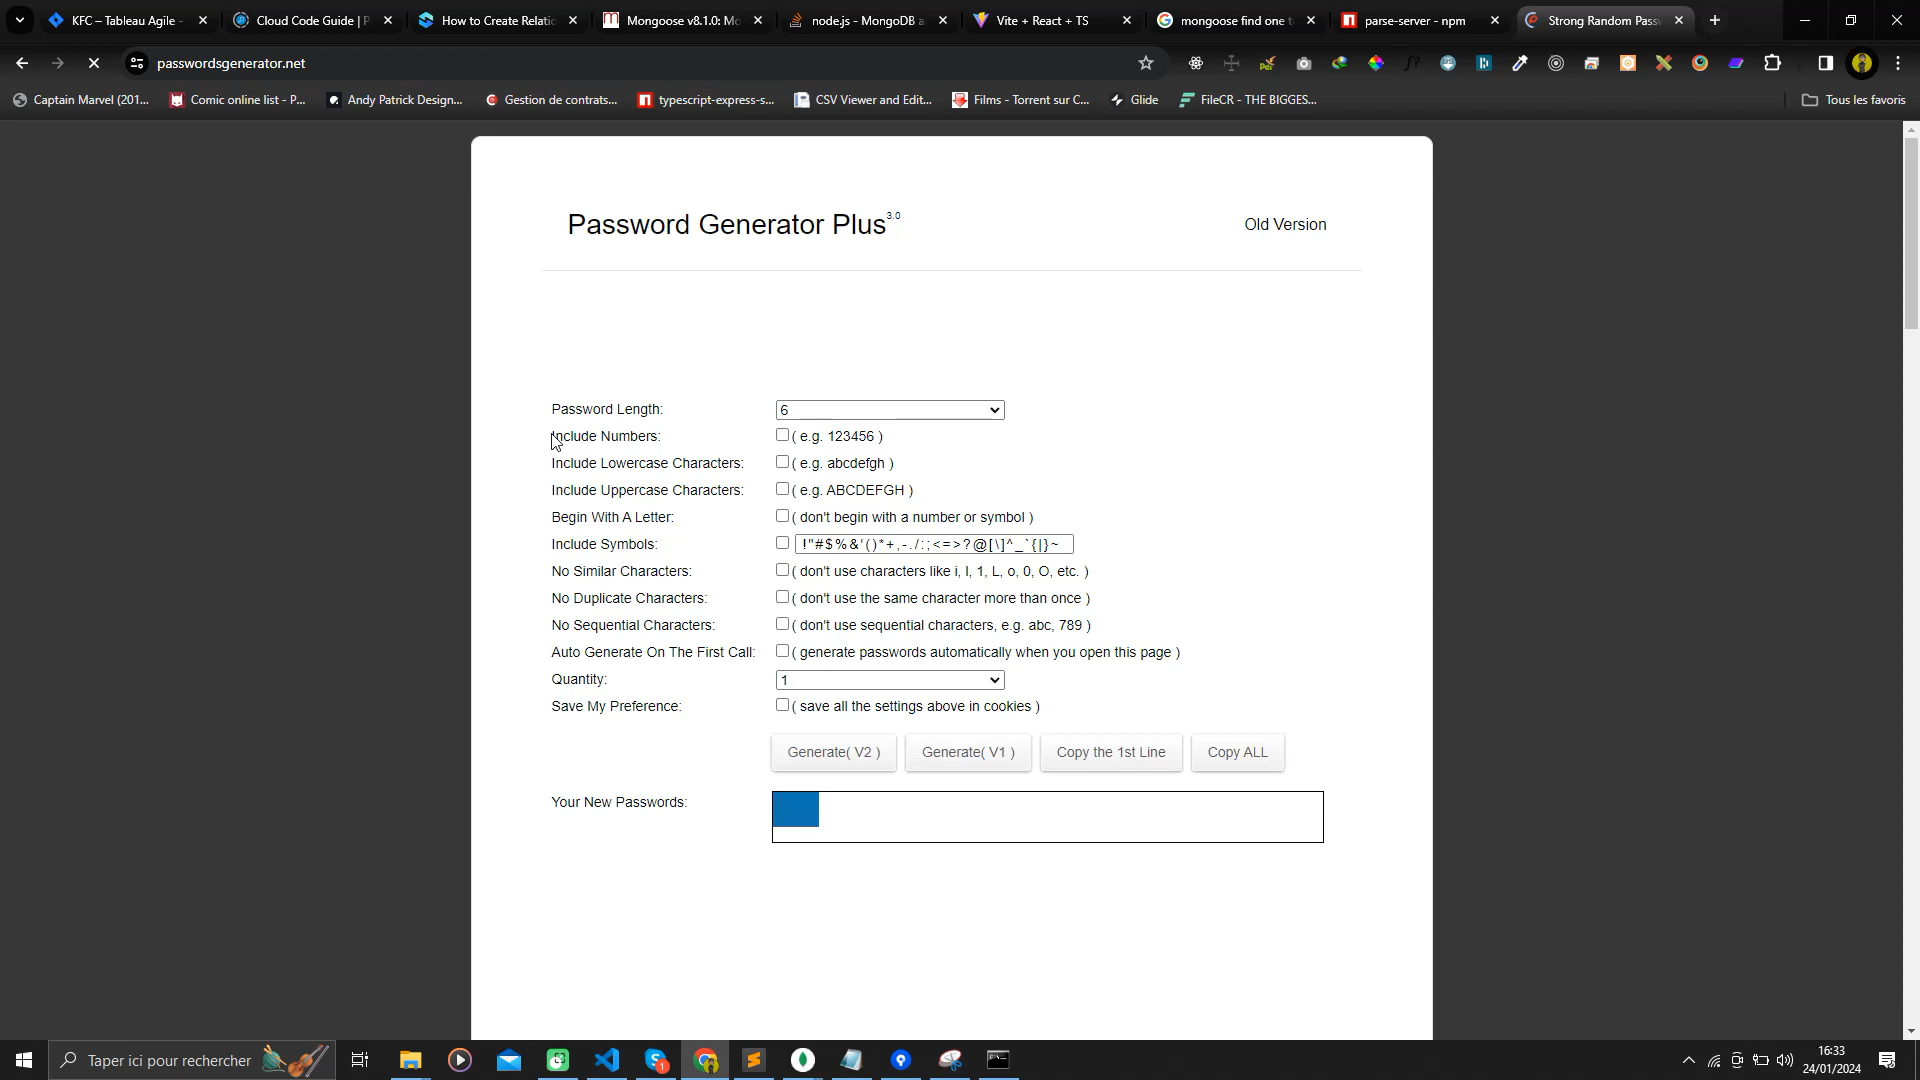 KFC – Tableau Agile -
Cloud Code Guide | P
How to Create Relatio
Mongoose v8.1.0: Mo
node.js - MongoDB a
Vite + React + TS
mongoose find one t
parse-server - npm
Strong Random Pass
passwordsgenerator.net
Captain Marvel (201...
Comic online list - P...
Andy Patrick Design...
Gestion de contrats...
typescript-express-s...
CSV Viewer and Edit...
Films - Torrent sur C...
Glide
FileCR - THE BIGGES...
Tous les favoris
Password Generator Plus3.0
Old Version
Password Length: 6
Include Numbers: ( e.g. 123456 )
Include Lowercase Characters: ( e.g. abcdefgh )
Include Uppercase Characters: ( e.g. ABCDEFGH )
Begin With A Letter: ( don't begin with a number or symbol )
Include Symbols: !"#$%&'()*+,-./:;<=>?@[\]^_`{|}~
No Similar Characters: ( don't use characters like i, l, 1, L, o, 0, O, etc. )
No Duplicate Characters: ( don't use the same character more than once )
No Sequential Characters: ( don't use sequential characters, e.g. abc, 789 )
Auto Generate On The First Call: ( generate passwords automatically when you open this page )
Quantity: 1
Save My Preference: ( save all the settings above in cookies )
Generate( V2 )
Generate( V1 )
Copy the 1st Line
Copy ALL
Your New Passwords:
Taper ici pour rechercher
16:33
24/01/2024